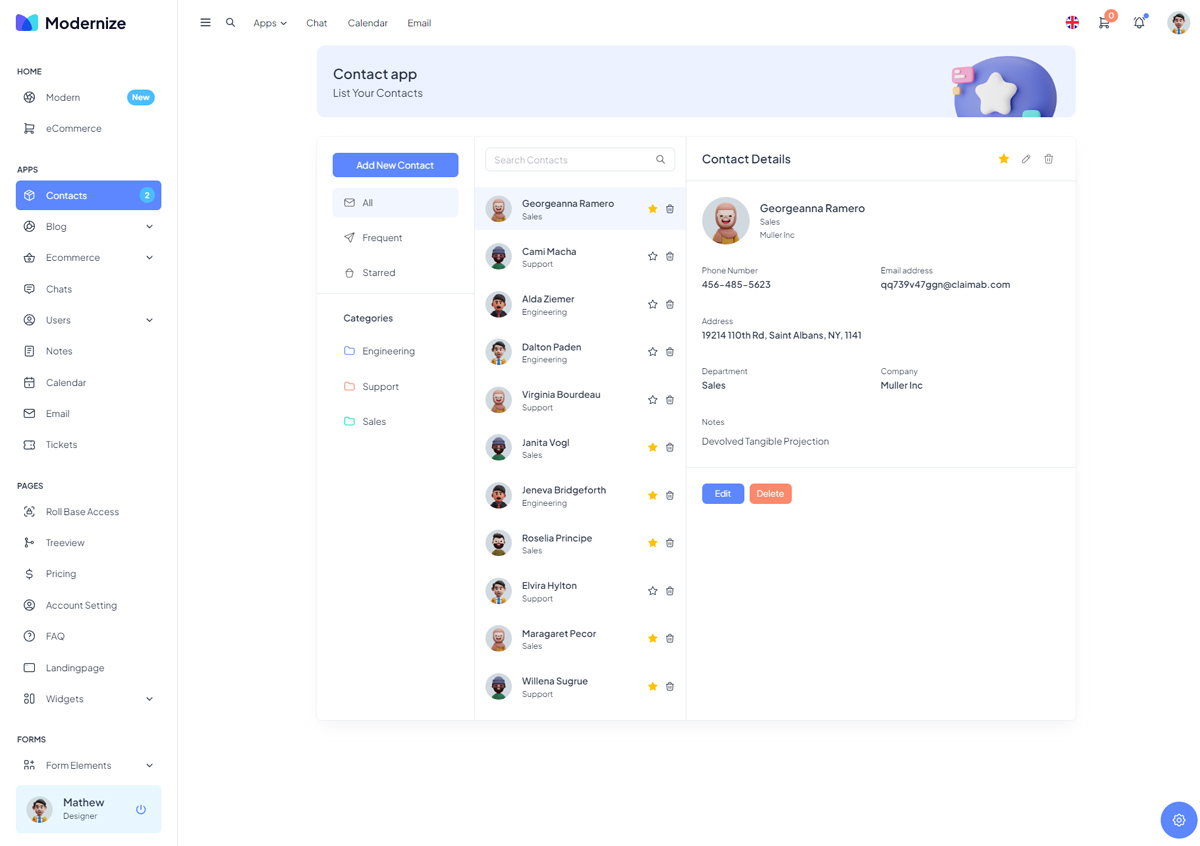 Modernize
HOME
Modern
New
eCommerce
APPS
Contacts
2
Blog
Ecommerce
Chats
Users
Notes
Calendar
Email
Tickets
PAGES
Roll Base Access
Treeview
Pricing
Account Setting
FAQ
Landingpage
Widgets
FORMS
Form Elements
Mathew
Designer
Apps
Chat
Calendar
Email
0
Contact app
List Your Contacts
Add New Contact
All
Frequent
Starred
Categories
Engineering
Support
Sales
Search Contacts
Georgeanna Ramero
Sales
Cami Macha
Support
Alda Ziemer
Engineering
Dalton Paden
Engineering
Virginia Bourdeau
Support
Janita Vogl
Sales
Jeneva Bridgeforth
Engineering
Roselia Principe
Sales
Elvira Hylton
Support
Maragaret Pecor
Sales
Willena Sugrue
Support
Contact Details
Georgeanna Ramero
Sales
Muller Inc
Phone Number
456-485-5623
Email address
qq739v47ggn@claimab.com
Address
19214 110th Rd, Saint Albans, NY, 1141
Department
Sales
Company
Muller Inc
Notes
Devolved Tangible Projection
Edit
Delete